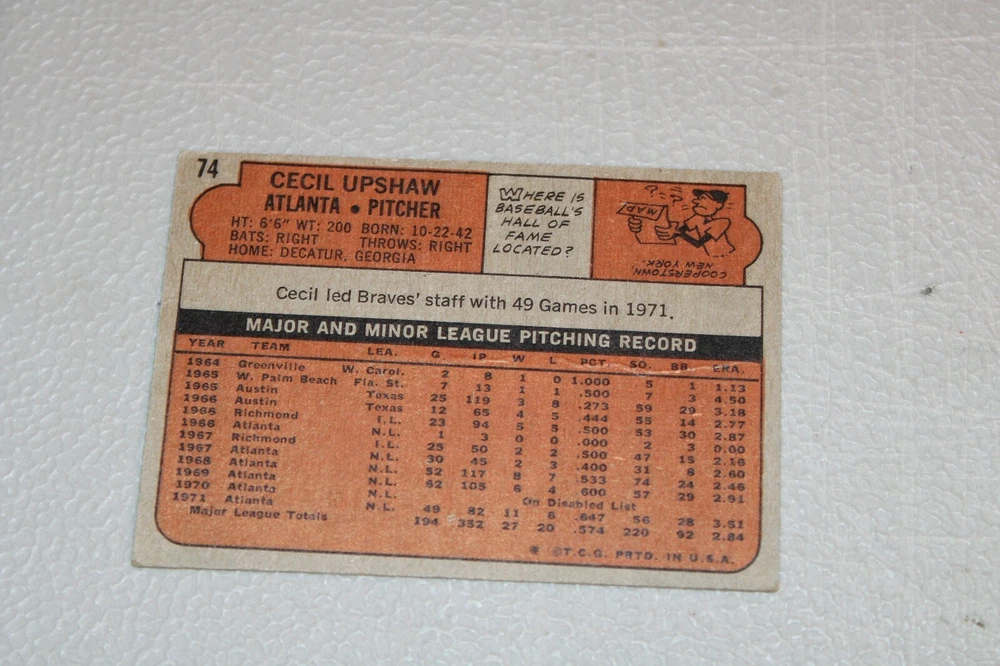 74
CECIL UPSHAW
ATLANTA • PITCHER
HT: 6'6" WT: 200 BORN: 10-22-42
BATS: RIGHT THROWS: RIGHT
HOME: DECATUR, GEORGIA
WHERE IS
BASEBALL'S
HALL OF
FAME
LOCATED?
?-=-?
MAP
COOPERSTOWN,
NEW YORK.
Cecil led Braves' staff with 49 Games in 1971.
MAJOR AND MINOR LEAGUE PITCHING RECORD
YEAR TEAM LEA. G IP W L PCT. SO. BB ERA.
1964 Greenville W. Carol. 2 8 1 0 1.000 5 1 1.13
1965 W. Palm Beach Fla. St. 7 13 1 1 .500 7 3 4.50
1965 Austin Texas 25 119 3 8 .273 59 29 3.18
1966 Austin Texas 12 65 4 5 .444 55 14 2.77
1966 Richmond I.L. 23 94 5 5 .500 53 30 2.87
1966 Atlanta N.L. 1 3 0 0 .000 2 3 0.00
1967 Richmond I.L. 25 50 2 2 .500 47 15 2.16
1967 Atlanta N.L. 30 45 2 3 .400 31 6 2.60
1968 Atlanta N.L. 52 117 8 7 .533 74 24 2.46
1969 Atlanta N.L. 62 105 6 4 .600 57 29 2.91
1970 Atlanta N.L. On Disabled List
1971 Atlanta N.L. 49 82 11 6 .647 56 28 3.51
Major League Totals 194 352 27 20 .574 220 92 2.84
* ©T.C.G. PRTD. IN U.S.A.